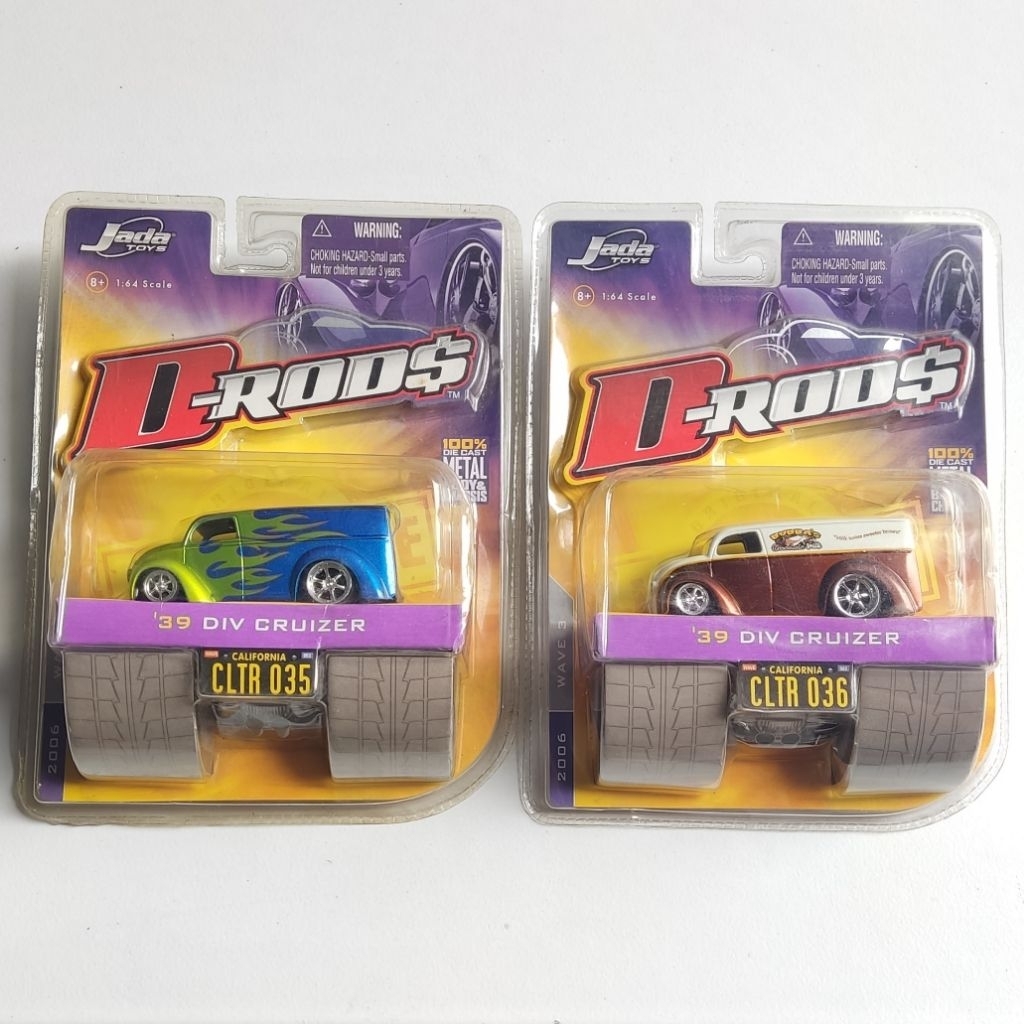 Jada
TOYS
8+ 1:64 Scale
WARNING:
CHOKING HAZARD-Small parts.
Not for children under 3 years.
D-ROD$
TM
100%
DIE CAST
METAL
'39 DIV CRUIZER
CALIFORNIA
CLTR 035
2006
Jada
TOYS
8+ 1:64 Scale
WARNING:
CHOKING HAZARD-Small parts.
Not for children under 3 years.
D-ROD$
TM
100%
DIE CAST
'39 DIV CRUIZER
CALIFORNIA
CLTR 036
2006 WAVE 3